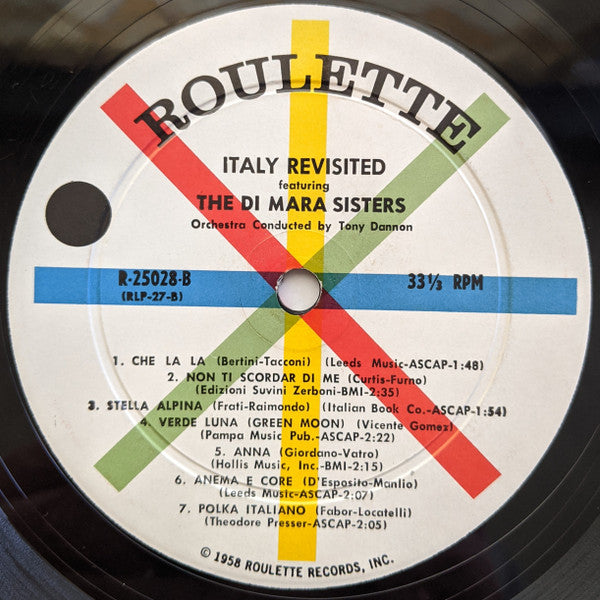 ROULETTE
ITALY REVISITED
featuring
THE DI MARA SISTERS
Orchestra Conducted by Tony Dannon
R-25028-B 33⅓ RPM
(RLP-27-B)
1. CHE LA LA (Bertini-Tacconi) (Leeds Music-ASCAP-1:48)
2. NON TI SCORDAR DI ME (Curtis-Furno)
(Edizioni Suvini Zerboni-BMI-2:35)
3. STELLA ALPINA (Frati-Raimondo) (Italian Book Co.-ASCAP-1:54)
4. VERDE LUNA (GREEN MOON) (Vicente Gomez)
(Pampa Music Pub.-ASCAP-2:22)
5. ANNA (Giordano-Vatro)
(Hollis Music, Inc.-BMI-2:15)
6. ANEMA E CORE (D'Esposito-Manlio)
(Leeds Music-ASCAP-2:07)
7. POLKA ITALIANO (Fabor-Locatelli)
(Theodore Presser-ASCAP-2:05)
© 1958 ROULETTE RECORDS, INC.